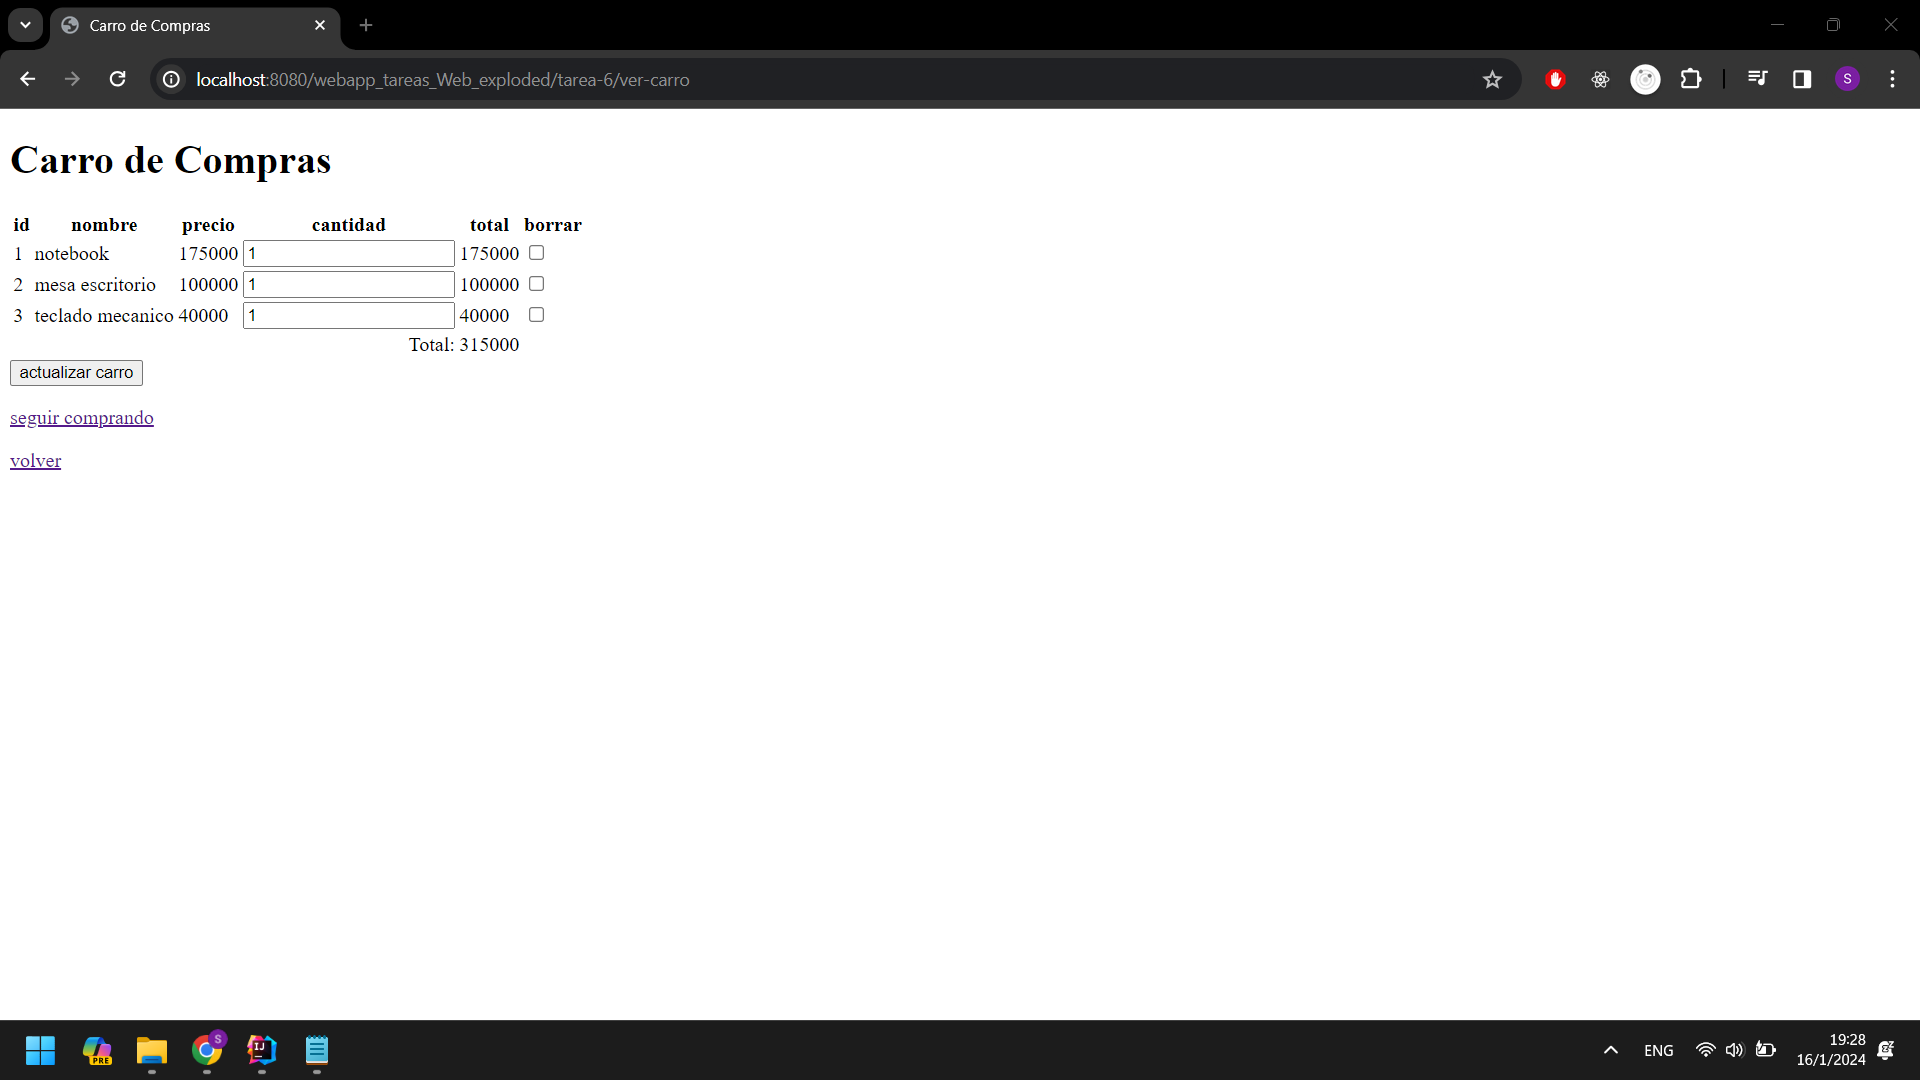 Carro de Compras
localhost:8080/webapp_tareas_Web_exploded/tarea-6/ver-carro
S
Carro de Compras
id nombre precio cantidad total borrar
1 notebook 175000 1 175000
2 mesa escritorio 100000 1 100000
3 teclado mecanico 40000 1 40000
Total: 315000
actualizar carro
seguir comprando
volver
PRE
S
IJ
ENG
19:28
16/1/2024